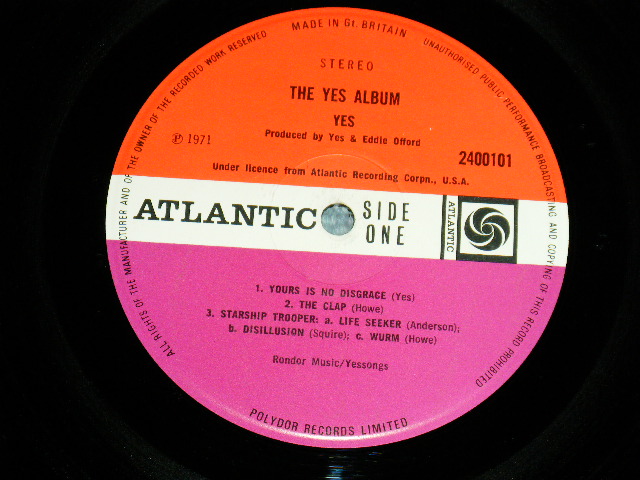 MADE IN Gt. BRITAIN
UNAUTHORISED PUBLIC PERFORMANCE BROADCASTING AND COPYING OF THIS RECORD PROHIBITED
ALL RIGHTS OF THE MANUFACTURER AND OF THE OWNER OF THE RECORDED WORK RESERVED
STEREO
THE YES ALBUM
YES
Produced by Yes & Eddie Offord
℗ 1971
2400101
Under licence from Atlantic Recording Corpn., U.S.A.
ATLANTIC
SIDE
ONE
ATLANTIC
1. YOURS IS NO DISGRACE (Yes)
2. THE CLAP (Howe)
3. STARSHIP TROOPER: a. LIFE SEEKER (Anderson);
b. DISILLUSION (Squire); c. WURM (Howe)
Rondor Music/Yessongs
POLYDOR RECORDS LIMITED